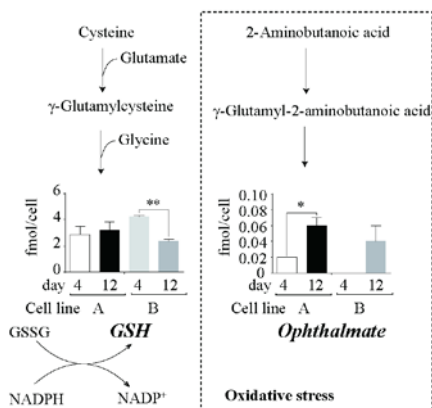 Cysteine
Glutamate
γ-Glutamylcysteine
Glycine
fmol/cell
6
4
2
0
**
day 4 12 4 12
Cell line A B
GSSG GSH
NADPH NADP⁺
2-Aminobutanoic acid
γ-Glutamyl-2-aminobutanoic acid
fmol/cell
0.10
0.08
0.06
0.04
0.02
0
*
day 4 12 4 12
Cell line A B
Ophthalmate
Oxidative stress